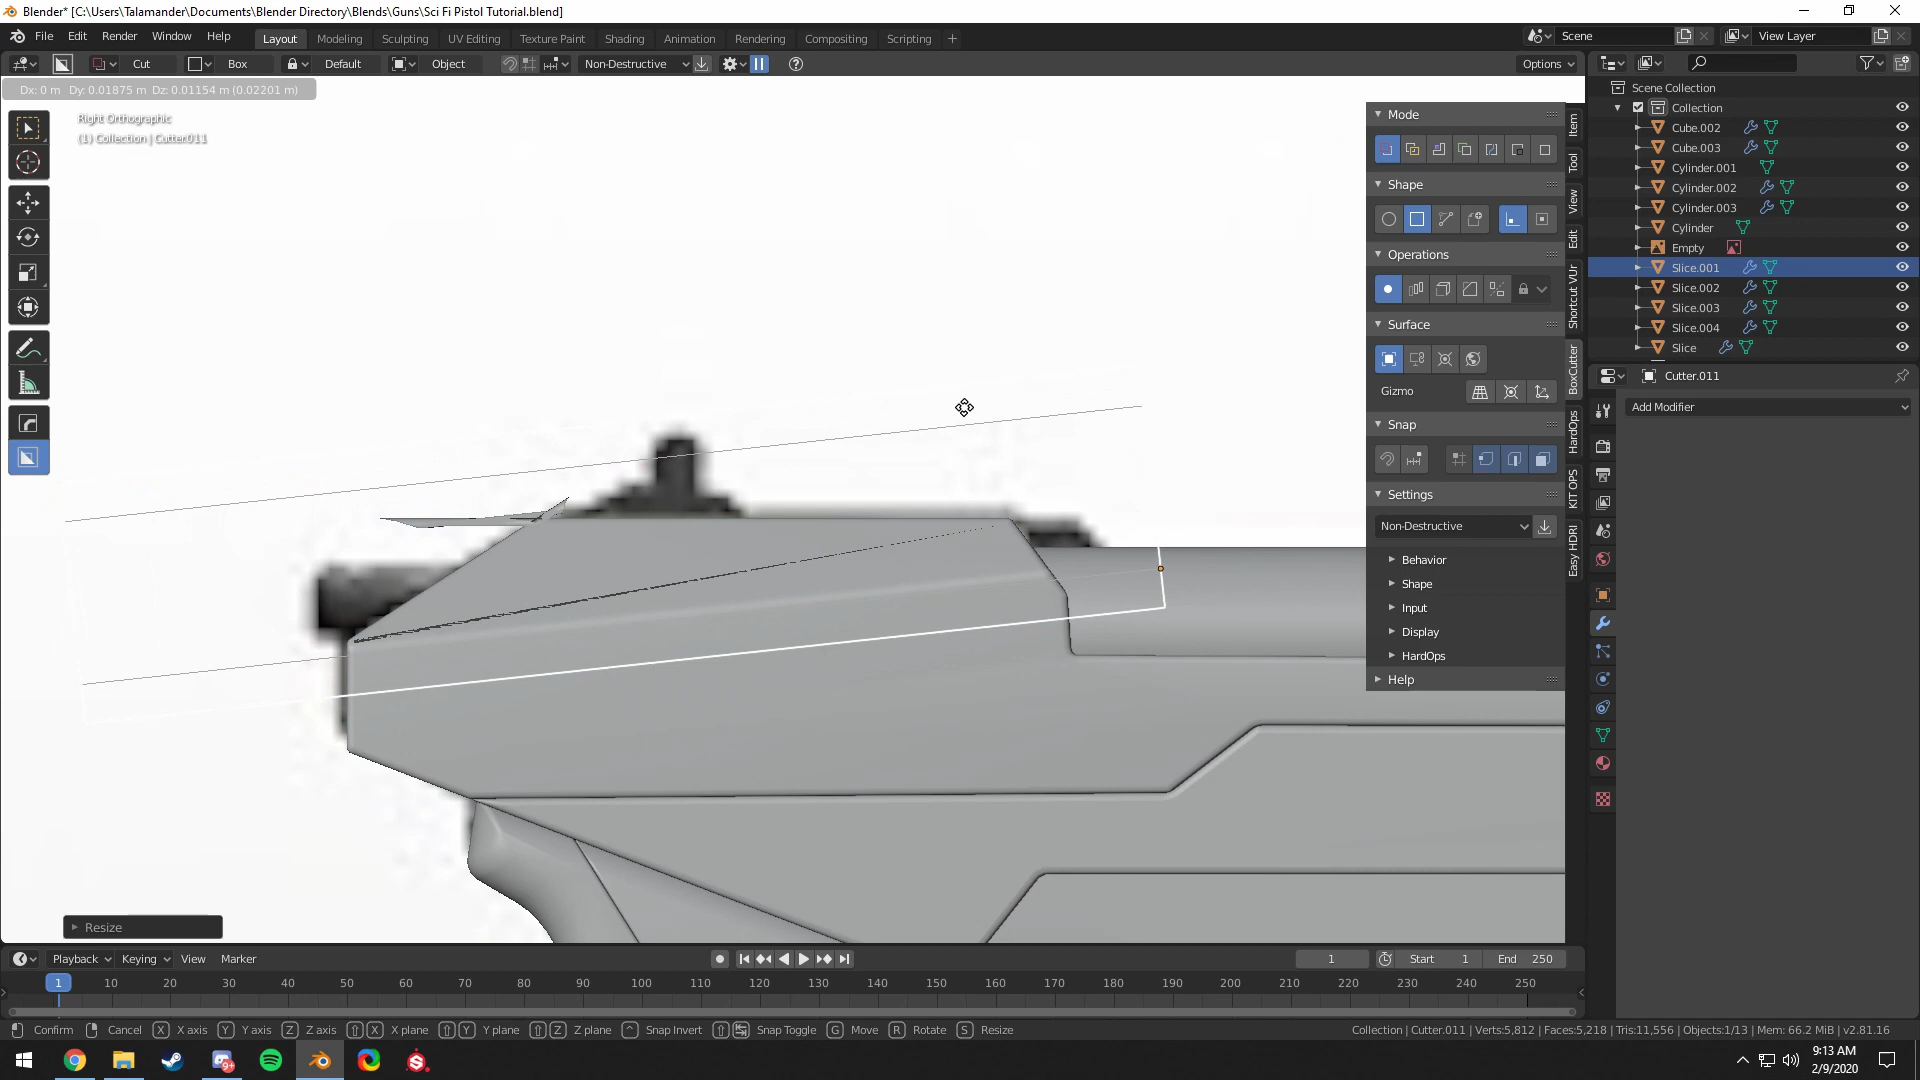 Blender* [C:\Users\Talamander\Documents\Blender Directory\Blends\Guns\Sci Fi Pistol Tutorial.blend]
File Edit Render Window Help Layout Modeling Sculpting UV Editing Texture Paint Shading Animation Rendering Compositing Scripting Scene View Layer
Cut Box Default Object Non-Destructive Options
Dx: 0 m Dy: 0.01875 m Dz: 0.01154 m (0.02201 m)
Right Orthographic
(1) Collection | Cutter.011
Mode
Shape
Operations
Surface
Gizmo
Snap
Settings
Non-Destructive
Behavior
Shape
Input
Display
HardOps
Help
Item
Tool
View
Edit
Shortcut VUr
BoxCutter
HardOps
KIT OPS
Easy HDRI
Scene Collection
Collection
Cube.002
Cube.003
Cylinder.001
Cylinder.002
Cylinder.003
Cylinder
Empty
Slice.001
Slice.002
Slice.003
Slice.004
Slice
Cutter.011
Add Modifier
Resize
Playback Keying View Marker 1 Start 1 End 250
1 10 20 30 40 50 60 70 80 90 100 110 120 130 140 150 160 170 180 190 200 210 220 230 240 250
Confirm Cancel X X axis Y Y axis Z Z axis X X plane Y Y plane Z Z plane ^ Snap Invert Snap Toggle G Move R Rotate S Resize Collection | Cutter.011 | Verts:5,812 | Faces:5,218 | Tris:11,556 | Objects:1/13 | Mem: 66.2 MiB | v2.81.16
9+
9:13 AM
2/9/2020